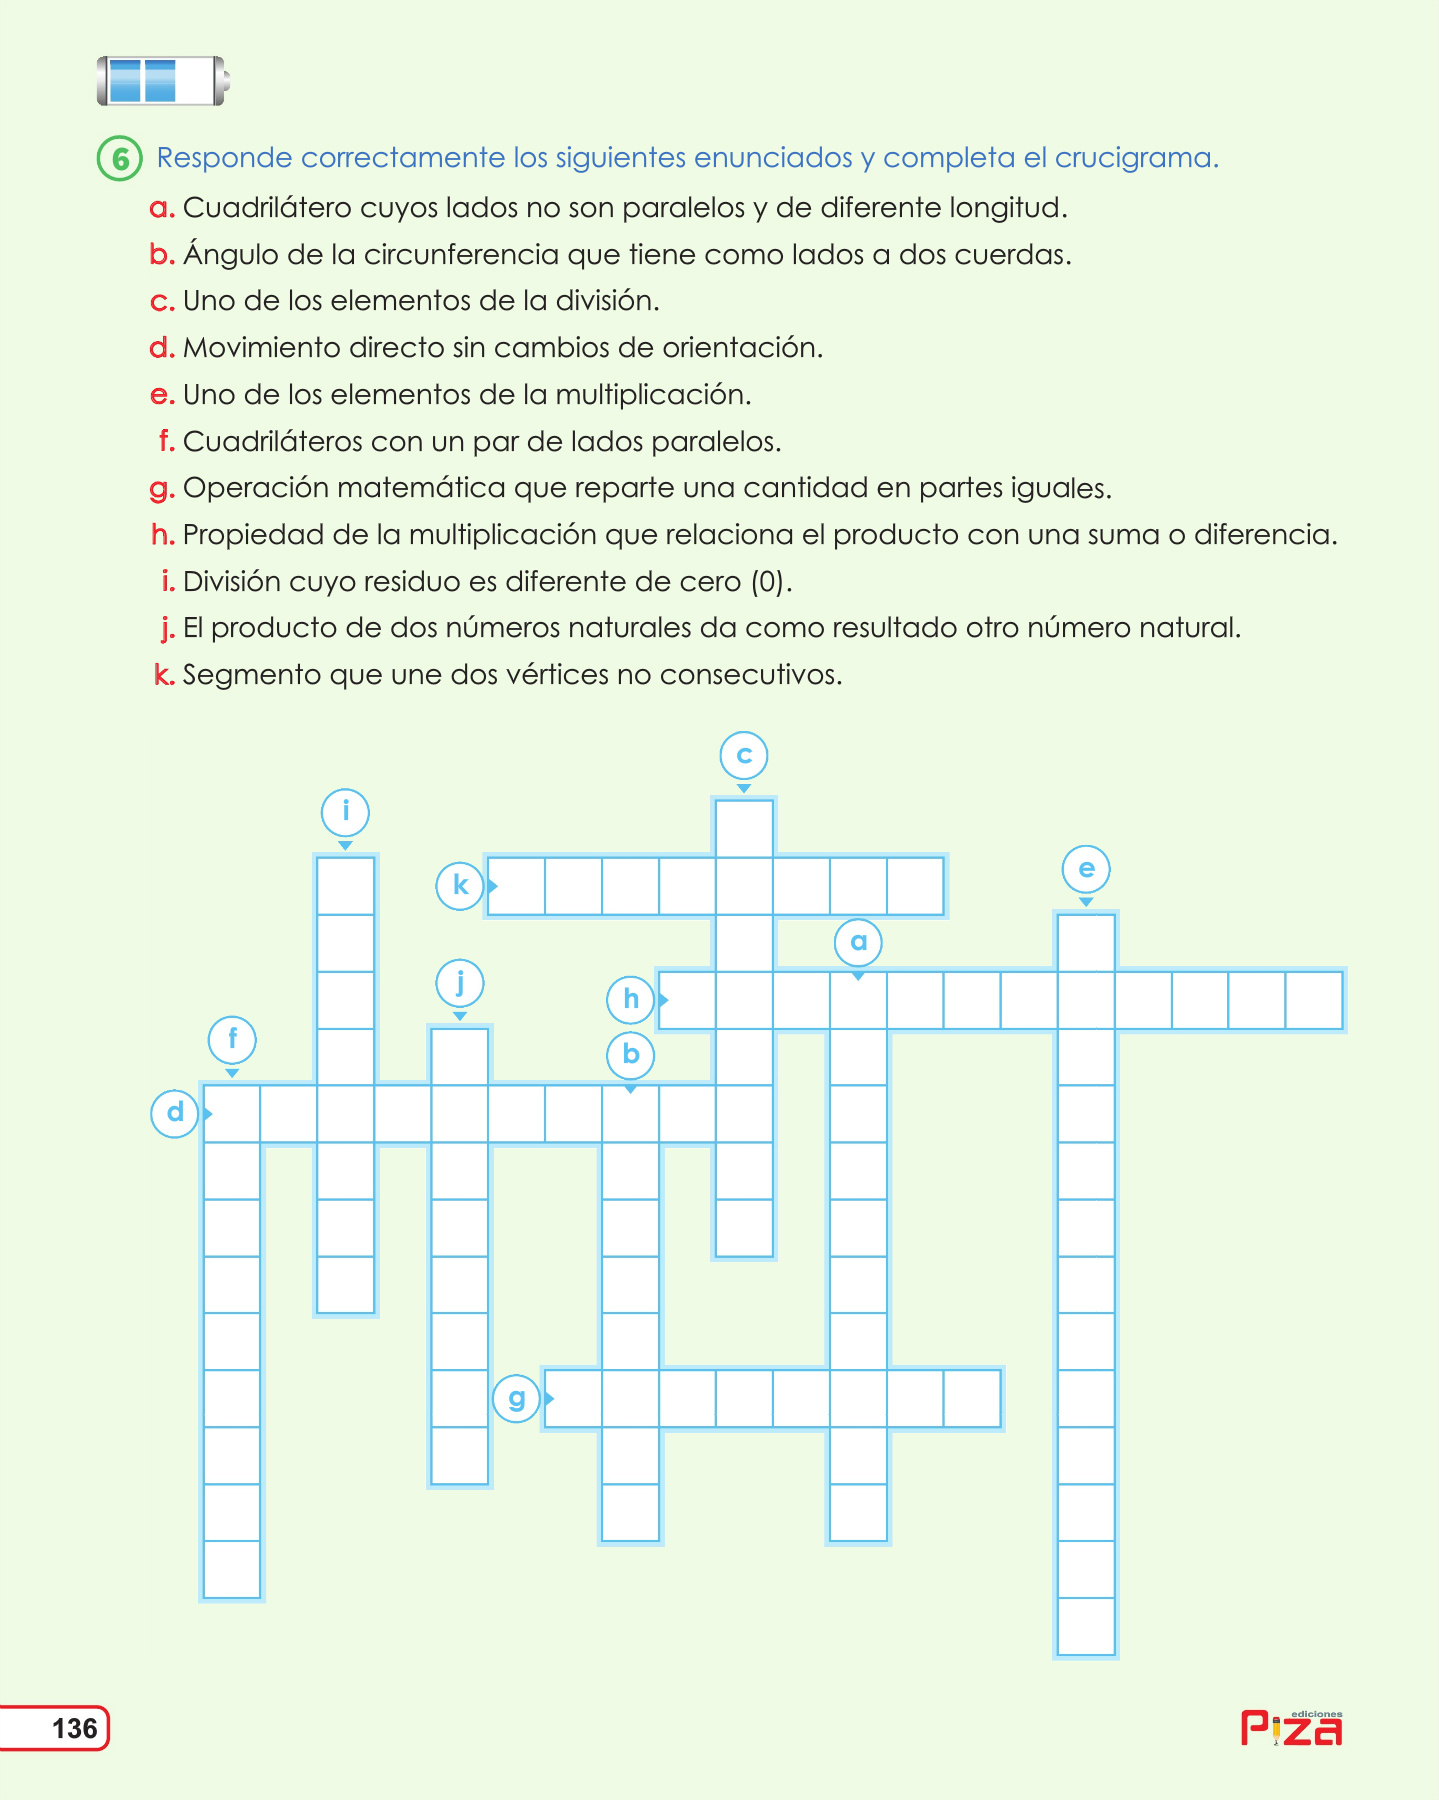 6 Responde correctamente los siguientes enunciados y completa el crucigrama.
a. Cuadrilátero cuyos lados no son paralelos y de diferente longitud.
b. Ángulo de la circunferencia que tiene como lados a dos cuerdas.
c. Uno de los elementos de la división.
d. Movimiento directo sin cambios de orientación.
e. Uno de los elementos de la multiplicación.
f. Cuadriláteros con un par de lados paralelos.
g. Operación matemática que reparte una cantidad en partes iguales.
h. Propiedad de la multiplicación que relaciona el producto con una suma o diferencia.
i. División cuyo residuo es diferente de cero (0).
j. El producto de dos números naturales da como resultado otro número natural.
k. Segmento que une dos vértices no consecutivos.
c
i
k
e
a
j
h
f
b
d
g
136
ediciones
Piza